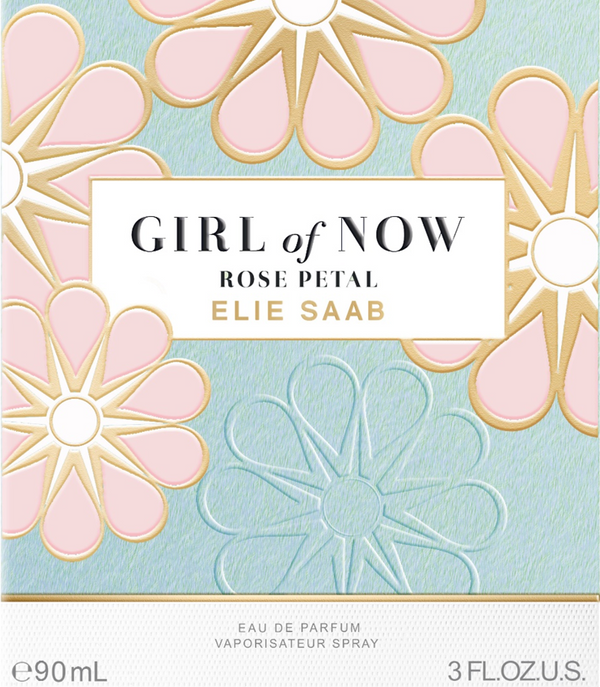 GIRL of NOW
ROSE PETAL
ELIE SAAB
EAU DE PARFUM
VAPORISATEUR SPRAY
℮90mL
3 FL.OZ.U.S.